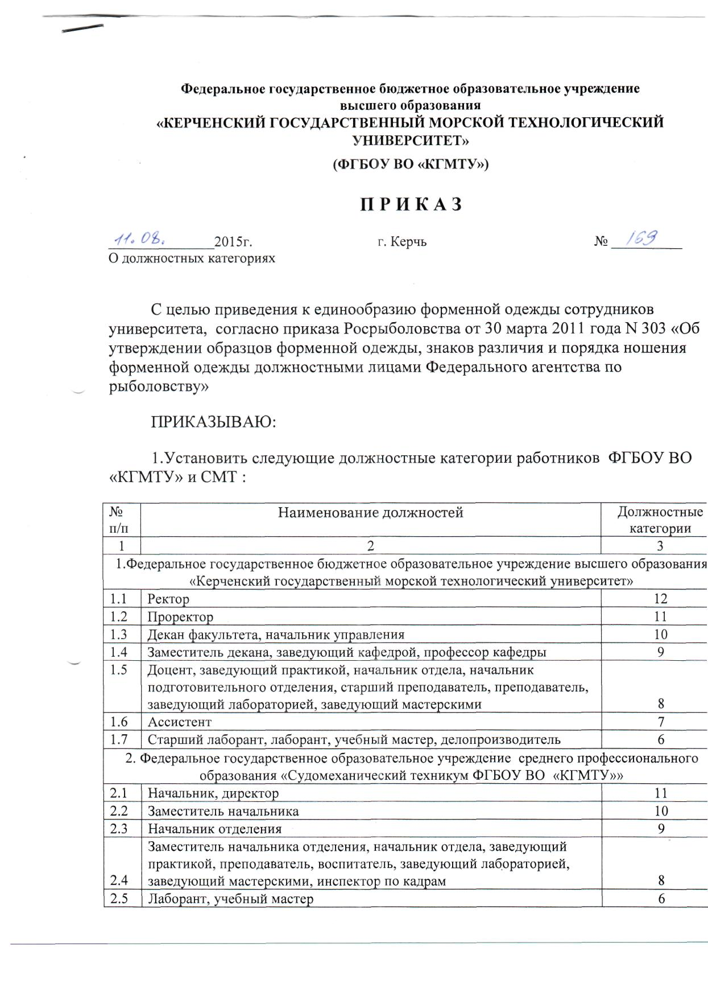 Федеральное государственное бюджетное образовательное учреждение
высшего образования
«КЕРЧЕНСКИЙ ГОСУДАРСТВЕННЫЙ МОРСКОЙ ТЕХНОЛОГИЧЕСКИЙ
УНИВЕРСИТЕТ»
(ФГБОУ ВО «КГМТУ»)
П Р И К А З
11.08. 2015г. г. Керчь № 169
О должностных категориях
С целью приведения к единообразию форменной одежды сотрудников
университета, согласно приказа Росрыболовства от 30 марта 2011 года N 303 «Об
утверждении образцов форменной одежды, знаков различия и порядка ношения
форменной одежды должностными лицами Федерального агентства по
рыболовству»
ПРИКАЗЫВАЮ:
1.Установить следующие должностные категории работников ФГБОУ ВО
«КГМТУ» и СМТ :
№ Наименование должностей Должностные
п/п категории
1 2 3
1.Федеральное государственное бюджетное образовательное учреждение высшего образования
«Керченский государственный морской технологический университет»
1.1 Ректор 12
1.2 Проректор 11
1.3 Декан факультета, начальник управления 10
1.4 Заместитель декана, заведующий кафедрой, профессор кафедры 9
1.5 Доцент, заведующий практикой, начальник отдела, начальник
подготовительного отделения, старший преподаватель, преподаватель,
заведующий лабораторией, заведующий мастерскими 8
1.6 Ассистент 7
1.7 Старший лаборант, лаборант, учебный мастер, делопроизводитель 6
2. Федеральное государственное образовательное учреждение среднего профессионального
образования «Судомеханический техникум ФГБОУ ВО «КГМТУ»»
2.1 Начальник, директор 11
2.2 Заместитель начальника 10
2.3 Начальник отделения 9
Заместитель начальника отделения, начальник отдела, заведующий
практикой, преподаватель, воспитатель, заведующий лабораторией,
2.4 заведующий мастерскими, инспектор по кадрам 8
2.5 Лаборант, учебный мастер 6